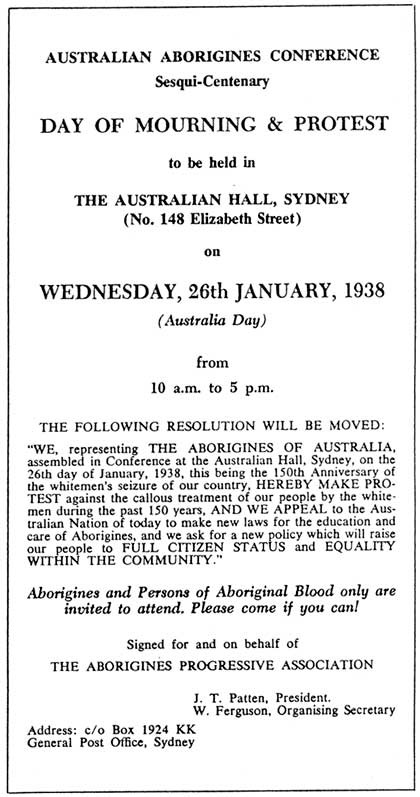 AUSTRALIAN ABORIGINES CONFERENCE
Sesqui-Centenary
DAY OF MOURNING & PROTEST
to be held in
THE AUSTRALIAN HALL, SYDNEY
(No. 148 Elizabeth Street)
on
WEDNESDAY, 26th JANUARY, 1938
(Australia Day)
from
10 a.m. to 5 p.m.
THE FOLLOWING RESOLUTION WILL BE MOVED:
"WE, representing THE ABORIGINES OF AUSTRALIA,
assembled in Conference at the Australian Hall, Sydney, on the
26th day of January, 1938, this being the 150th Anniversary of
the whitemen's seizure of our country, HEREBY MAKE PRO-
TEST against the callous treatment of our people by the white-
men during the past 150 years, AND WE APPEAL to the Aus-
tralian Nation of today to make new laws for the education and
care of Aborigines, and we ask for a new policy which will raise
our people to FULL CITIZEN STATUS and EQUALITY
WITHIN THE COMMUNITY."
Aborigines and Persons of Aboriginal Blood only are
invited to attend. Please come if you can!
Signed for and on behalf of
THE ABORIGINES PROGRESSIVE ASSOCIATION
J. T. Patten, President.
W. Ferguson, Organising Secretary
Address: c/o Box 1924 KK
General Post Office, Sydney